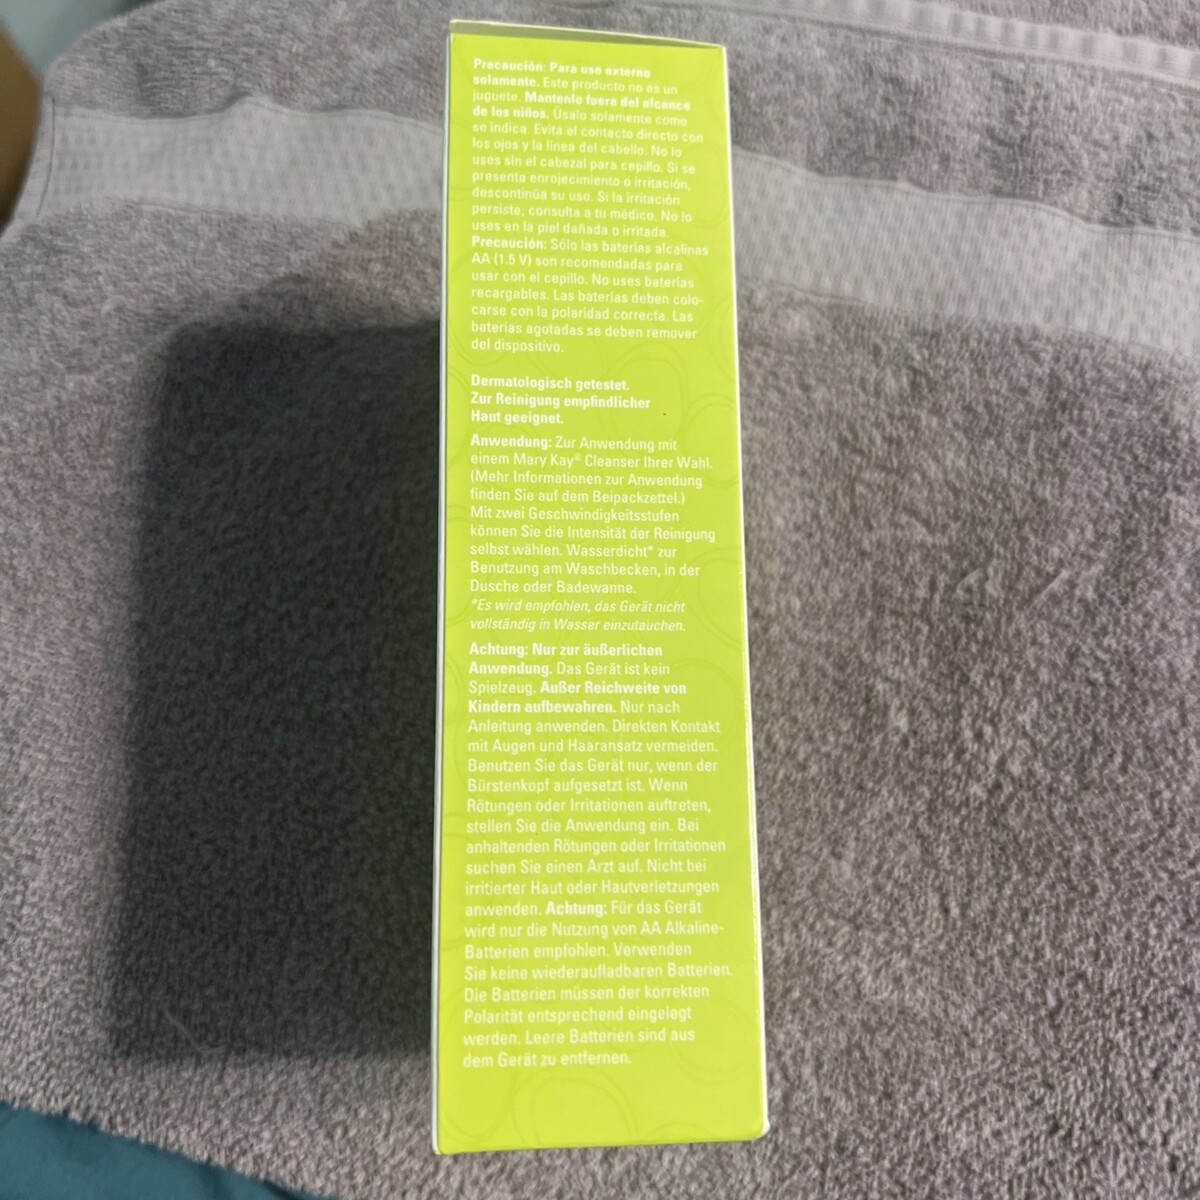 Precaución: Para uso externo
solamente. Este producto no es un
juguete. Mantenlo fuera del alcance
de los niños. Úsalo solamente como
se indica. Evita el contacto directo con
los ojos y la línea del cabello. No lo
uses sin el cabezal para cepillo. Si se
presenta enrojecimiento o irritación,
descontinúa su uso. Si la irritación
persiste, consulta a tu médico. No lo
uses en la piel dañada o irritada.
Precaución: Sólo las baterías alcalinas
AA (1.5 V) son recomendadas para
usar con el cepillo. No uses baterías
recargables. Las baterías deben colo-
carse con la polaridad correcta. Las
baterías agotadas se deben remover
del dispositivo.
Dermatologisch getestet.
Zur Reinigung empfindlicher
Haut geeignet.
Anwendung: Zur Anwendung mit
einem Mary Kay® Cleanser Ihrer Wahl.
(Mehr Informationen zur Anwendung
finden Sie auf dem Beipackzettel.)
Mit zwei Geschwindigkeitsstufen
können Sie die Intensität der Reinigung
selbst wählen. Wasserdicht* zur
Benutzung am Waschbecken, in der
Dusche oder Badewanne.
*Es wird empfohlen, das Gerät nicht
vollständig in Wasser einzutauchen.
Achtung: Nur zur äußerlichen
Anwendung. Das Gerät ist kein
Spielzeug. Außer Reichweite von
Kindern aufbewahren. Nur nach
Anleitung anwenden. Direkten Kontakt
mit Augen und Haaransatz vermeiden.
Benutzen Sie das Gerät nur, wenn der
Bürstenkopf aufgesetzt ist. Wenn
Rötungen oder Irritationen auftreten,
stellen Sie die Anwendung ein. Bei
anhaltenden Rötungen oder Irritationen
suchen Sie einen Arzt auf. Nicht bei
irritierter Haut oder Hautverletzungen
anwenden. Achtung: Für das Gerät
wird nur die Nutzung von AA Alkaline-
Batterien empfohlen. Verwenden
Sie keine wiederaufladbaren Batterien.
Die Batterien müssen der korrekten
Polarität entsprechend eingelegt
werden. Leere Batterien sind aus
dem Gerät zu entfernen.